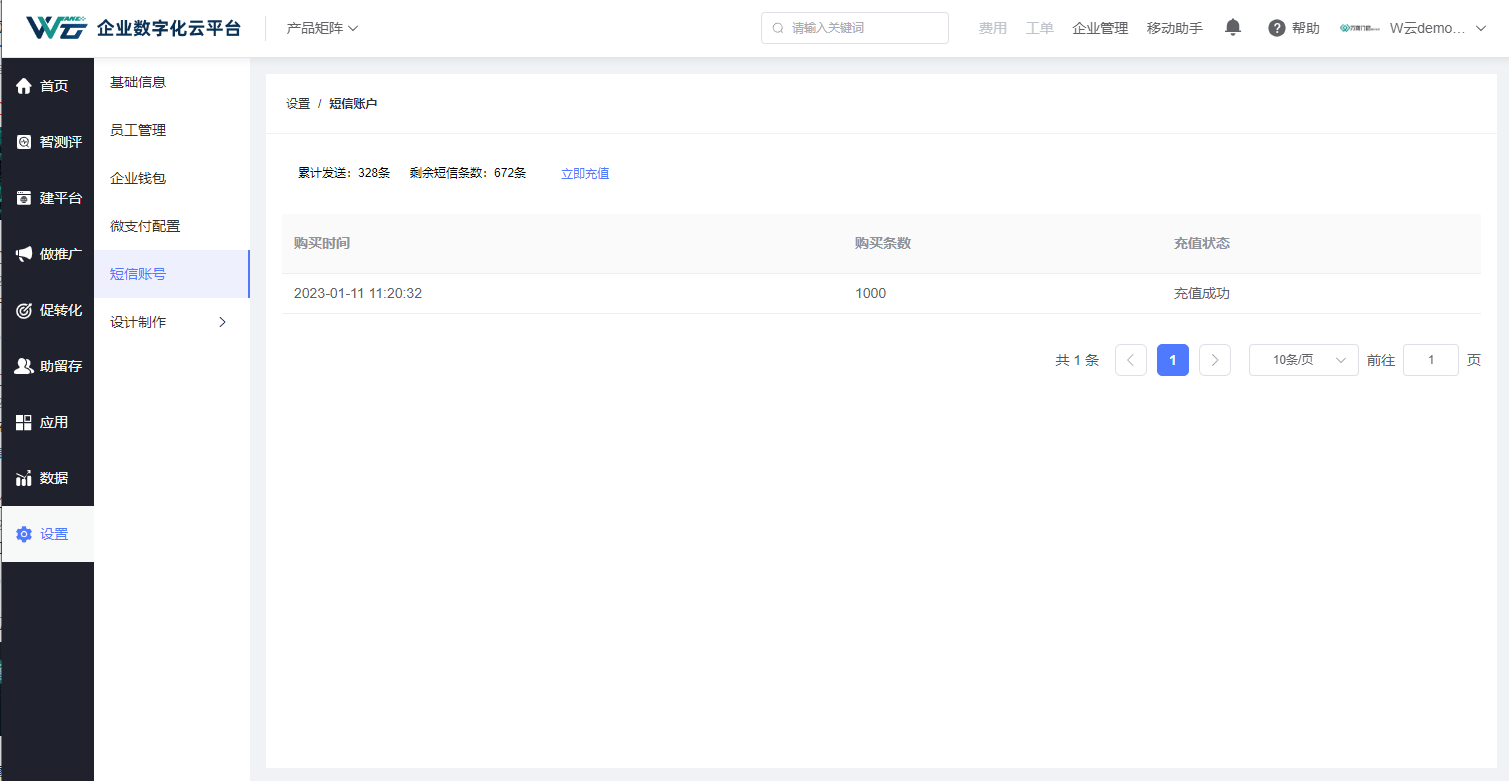 WG 企业数字化云平台 产品矩阵 请输入关键词 费用 工单 企业管理 移动助手 帮助 W云demo...
首页
智测评
建平台
做推广
促转化
助留存
应用
数据
设置
基础信息
员工管理
企业钱包
微支付配置
短信账号
设计制作
设置 / 短信账户
累计发送：328条 剩余短信条数：672条 立即充值
购买时间 购买条数 充值状态
2023-01-11 11:20:32 1000 充值成功
共 1 条 1 10条/页 前往 1 页